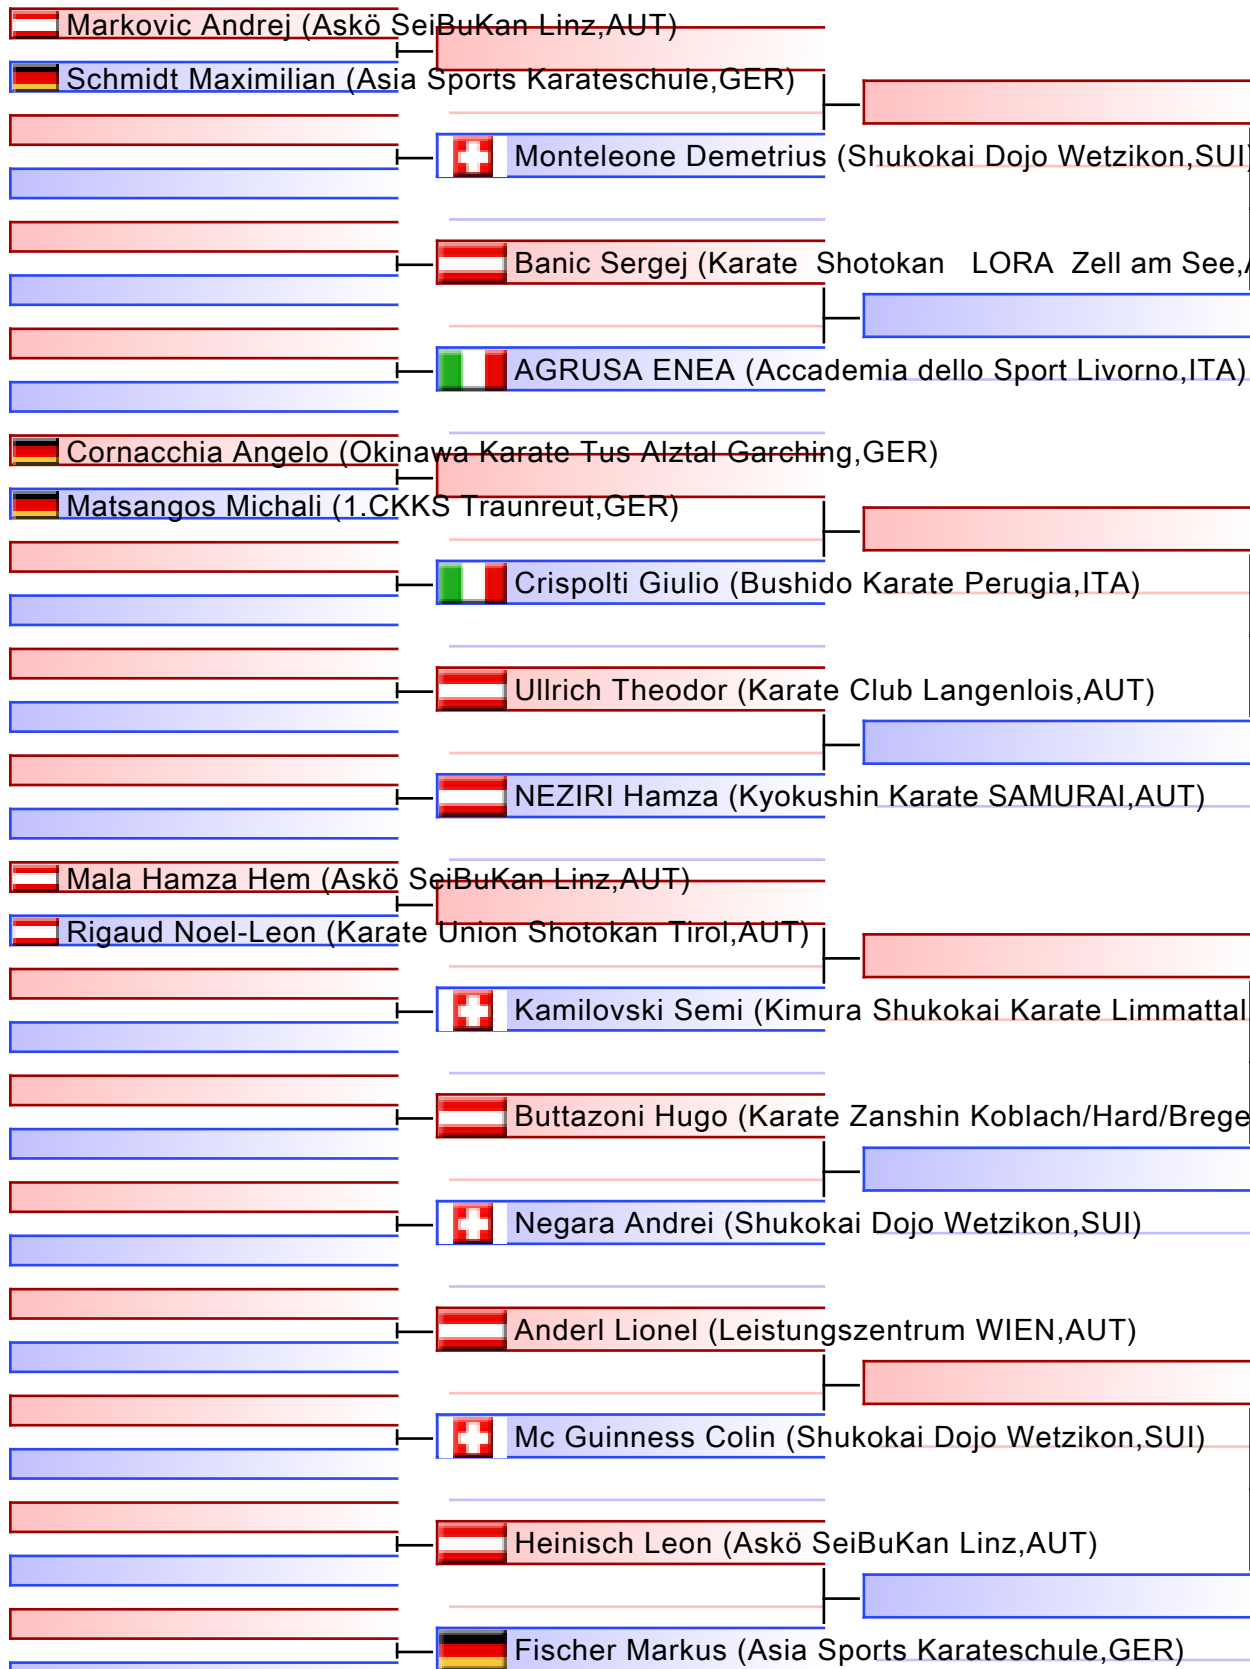 Markovic Andrej (Askö SeiBuKan Linz,AUT)
Schmidt Maximilian (Asia Sports Karateschule,GER)
Monteleone Demetrius (Shukokai Dojo Wetzikon,SUI)
Banic Sergej (Karate Shotokan LORA Zell am See,
AGRUSA ENEA (Accademia dello Sport Livorno,ITA)
Cornacchia Angelo (Okinawa Karate Tus Alztal Garching,GER)
Matsangos Michali (1.CKKS Traunreut,GER)
Crispolti Giulio (Bushido Karate Perugia,ITA)
Ullrich Theodor (Karate Club Langenlois,AUT)
NEZIRI Hamza (Kyokushin Karate SAMURAI,AUT)
Mala Hamza Hem (Askö SeiBuKan Linz,AUT)
Rigaud Noel-Leon (Karate Union Shotokan Tirol,AUT)
Kamilovski Semi (Kimura Shukokai Karate Limmattal
Buttazoni Hugo (Karate Zanshin Koblach/Hard/Brege
Negara Andrei (Shukokai Dojo Wetzikon,SUI)
Anderl Lionel (Leistungszentrum WIEN,AUT)
Mc Guinness Colin (Shukokai Dojo Wetzikon,SUI)
Heinisch Leon (Askö SeiBuKan Linz,AUT)
Fischer Markus (Asia Sports Karateschule,GER)